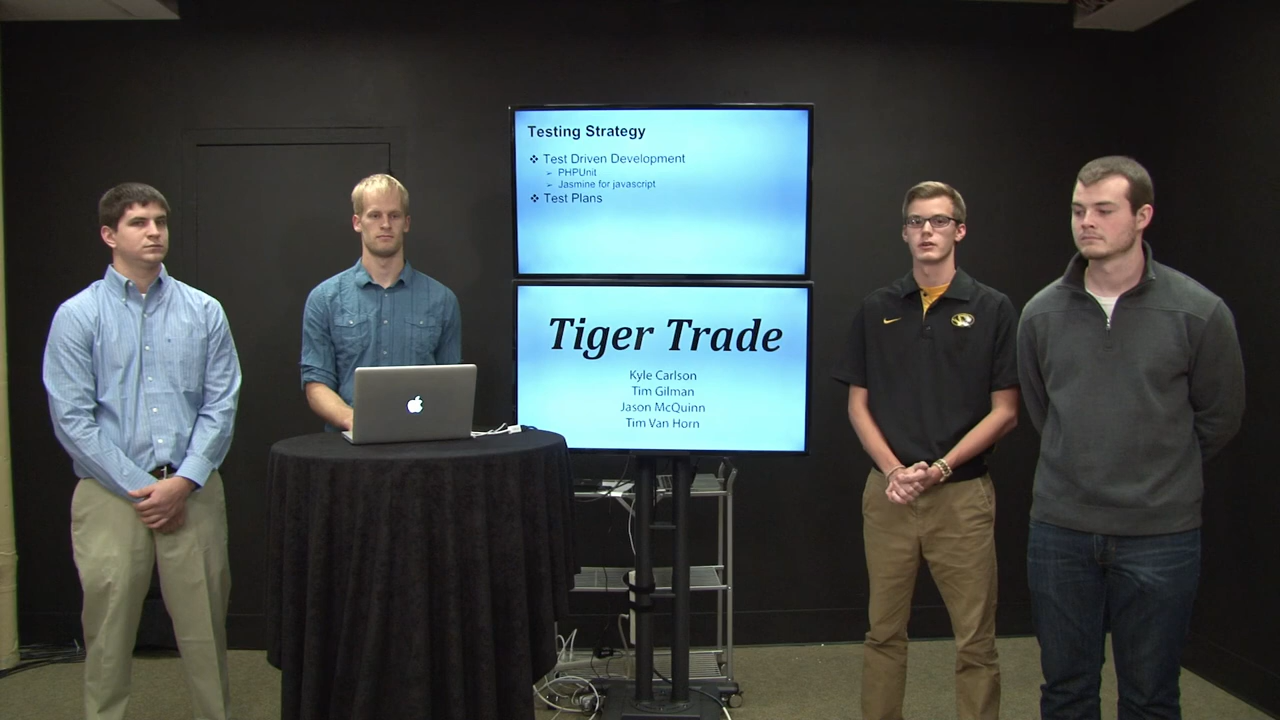 Testing Strategy
❖ Test Driven Development
➢ PHPUnit
➢ Jasmine for javascript
❖ Test Plans
Tiger Trade
Kyle Carlson
Tim Gilman
Jason McQuinn
Tim Van Horn